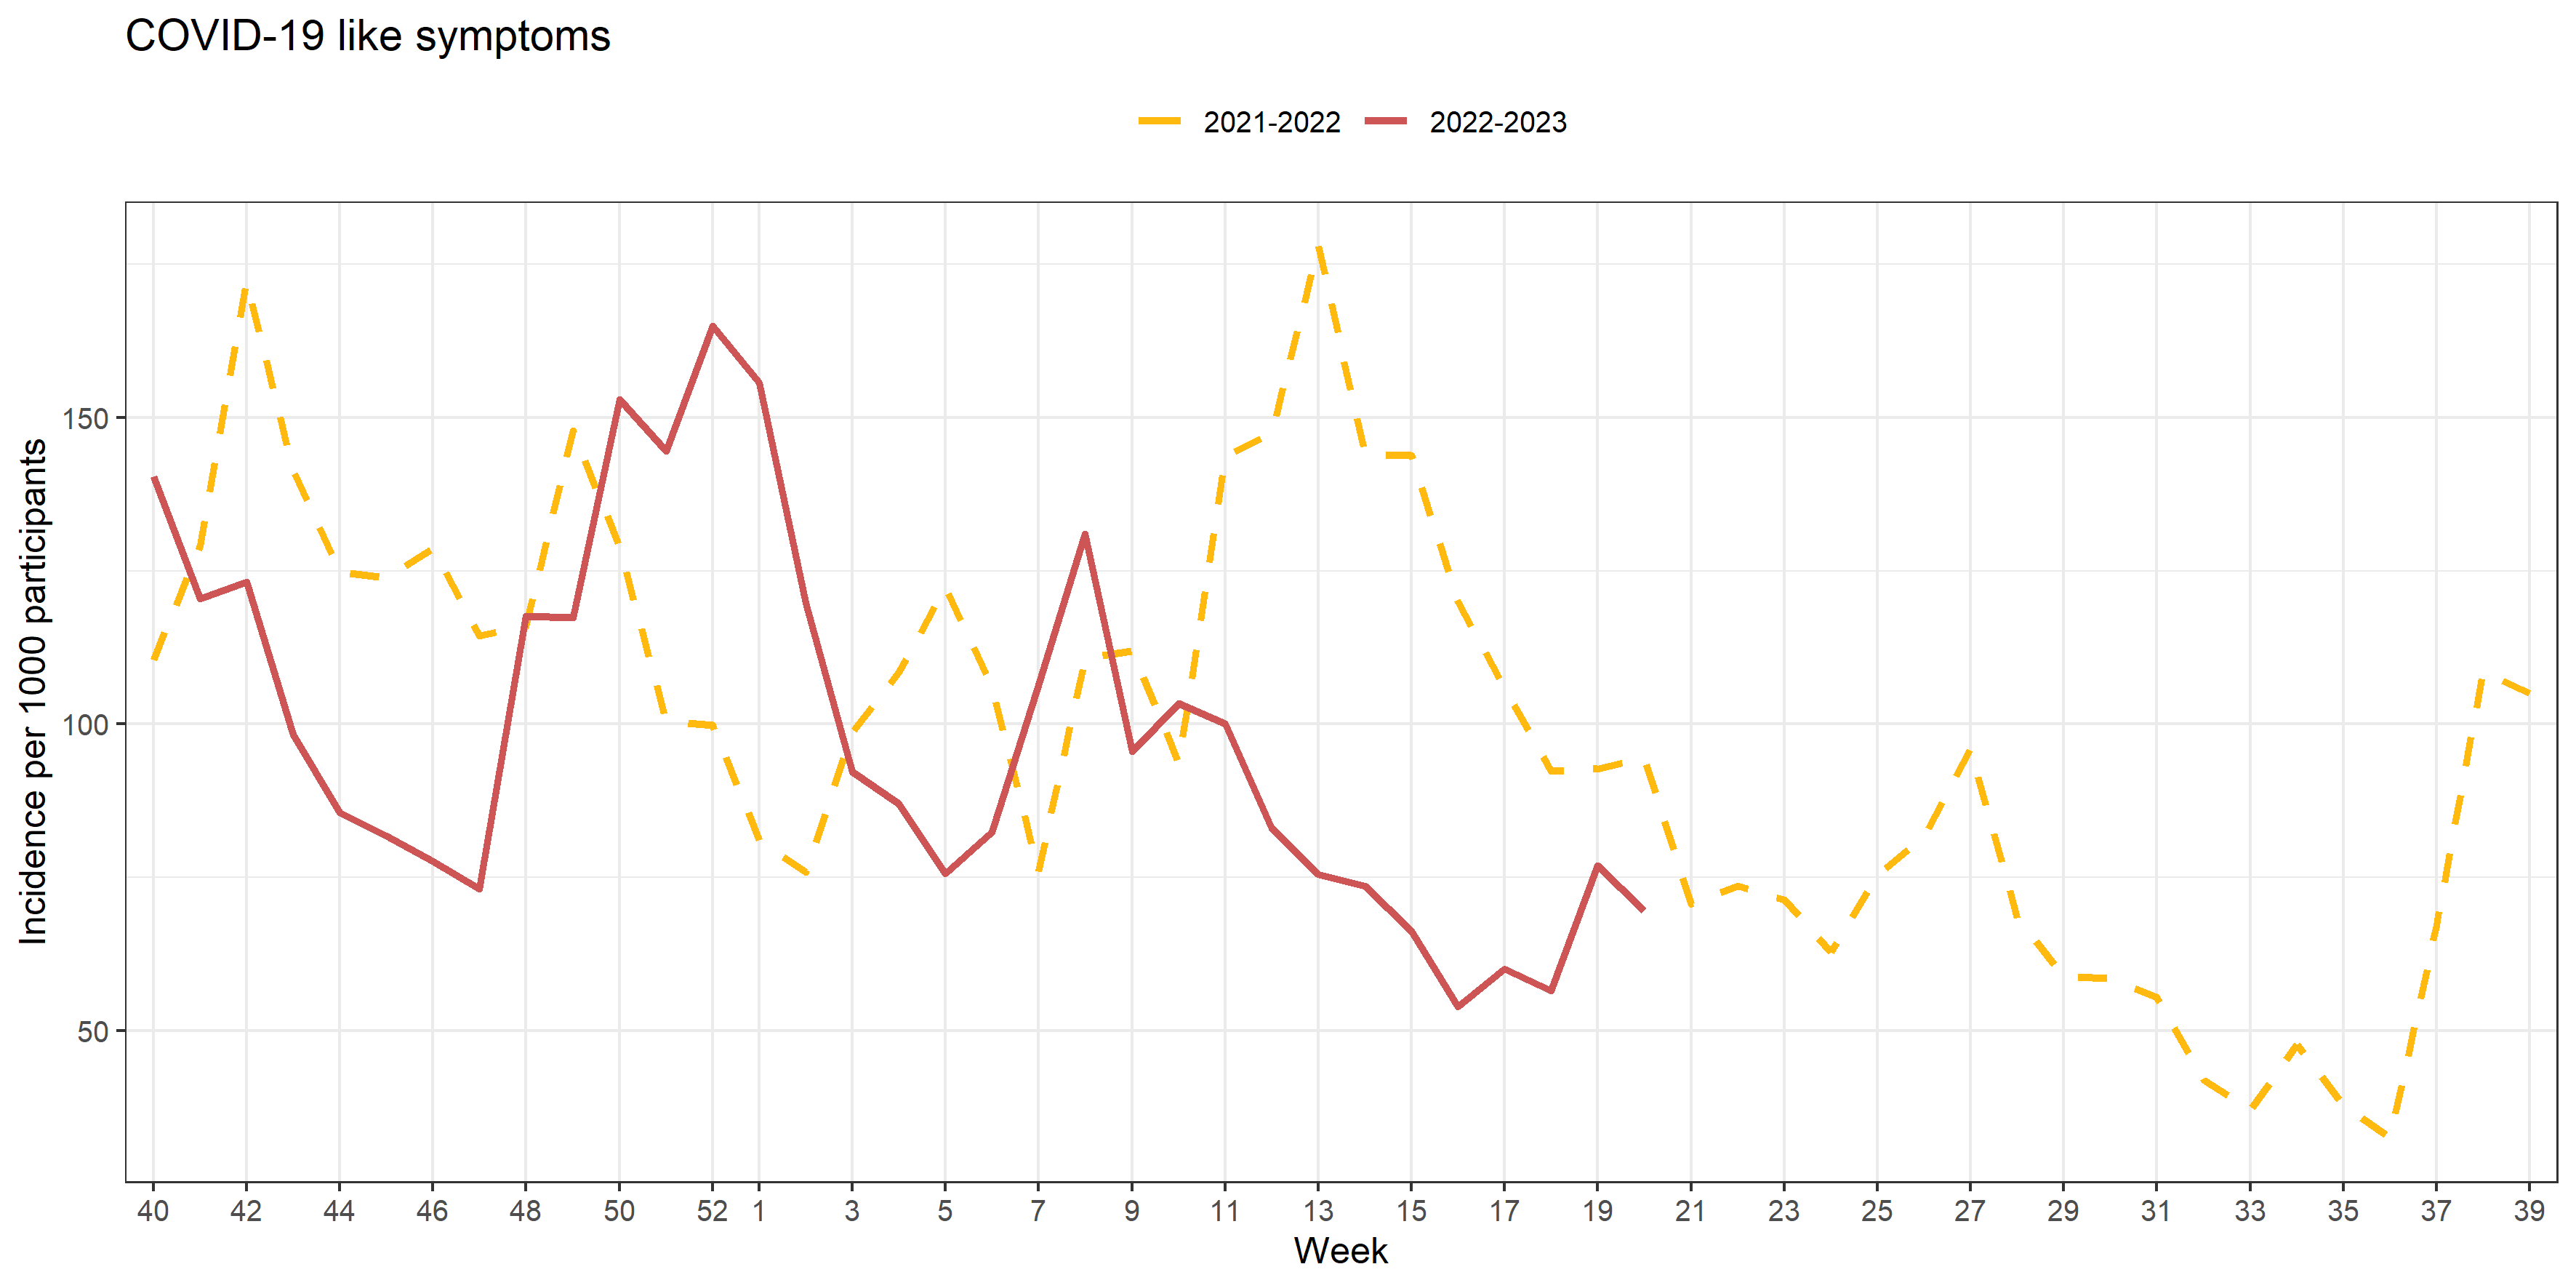 COVID-19 like symptoms
2021-2022 2022-2023
150
100
50
Incidence per 1000 participants
40 42 44 46 48 50 52 1 3 5 7 9 11 13 15 17 19 21 23 25 27 29 31 33 35 37 39
Week